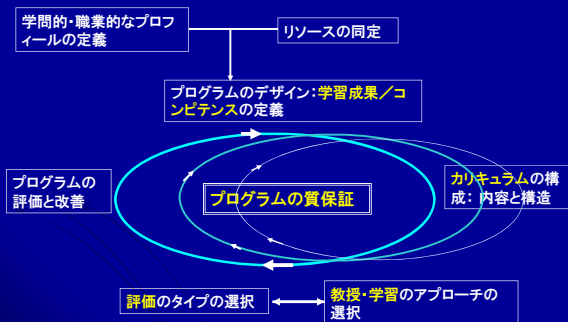 学問的・職業的なプロフ
ィールの定義
リソースの同定
プログラムのデザイン：学習成果／コ
ンピテンスの定義
プログラムの
評価と改善
プログラムの質保証
カリキュラムの構
成： 内容と構造
評価のタイプの選択
教授・学習のアプローチの
選択